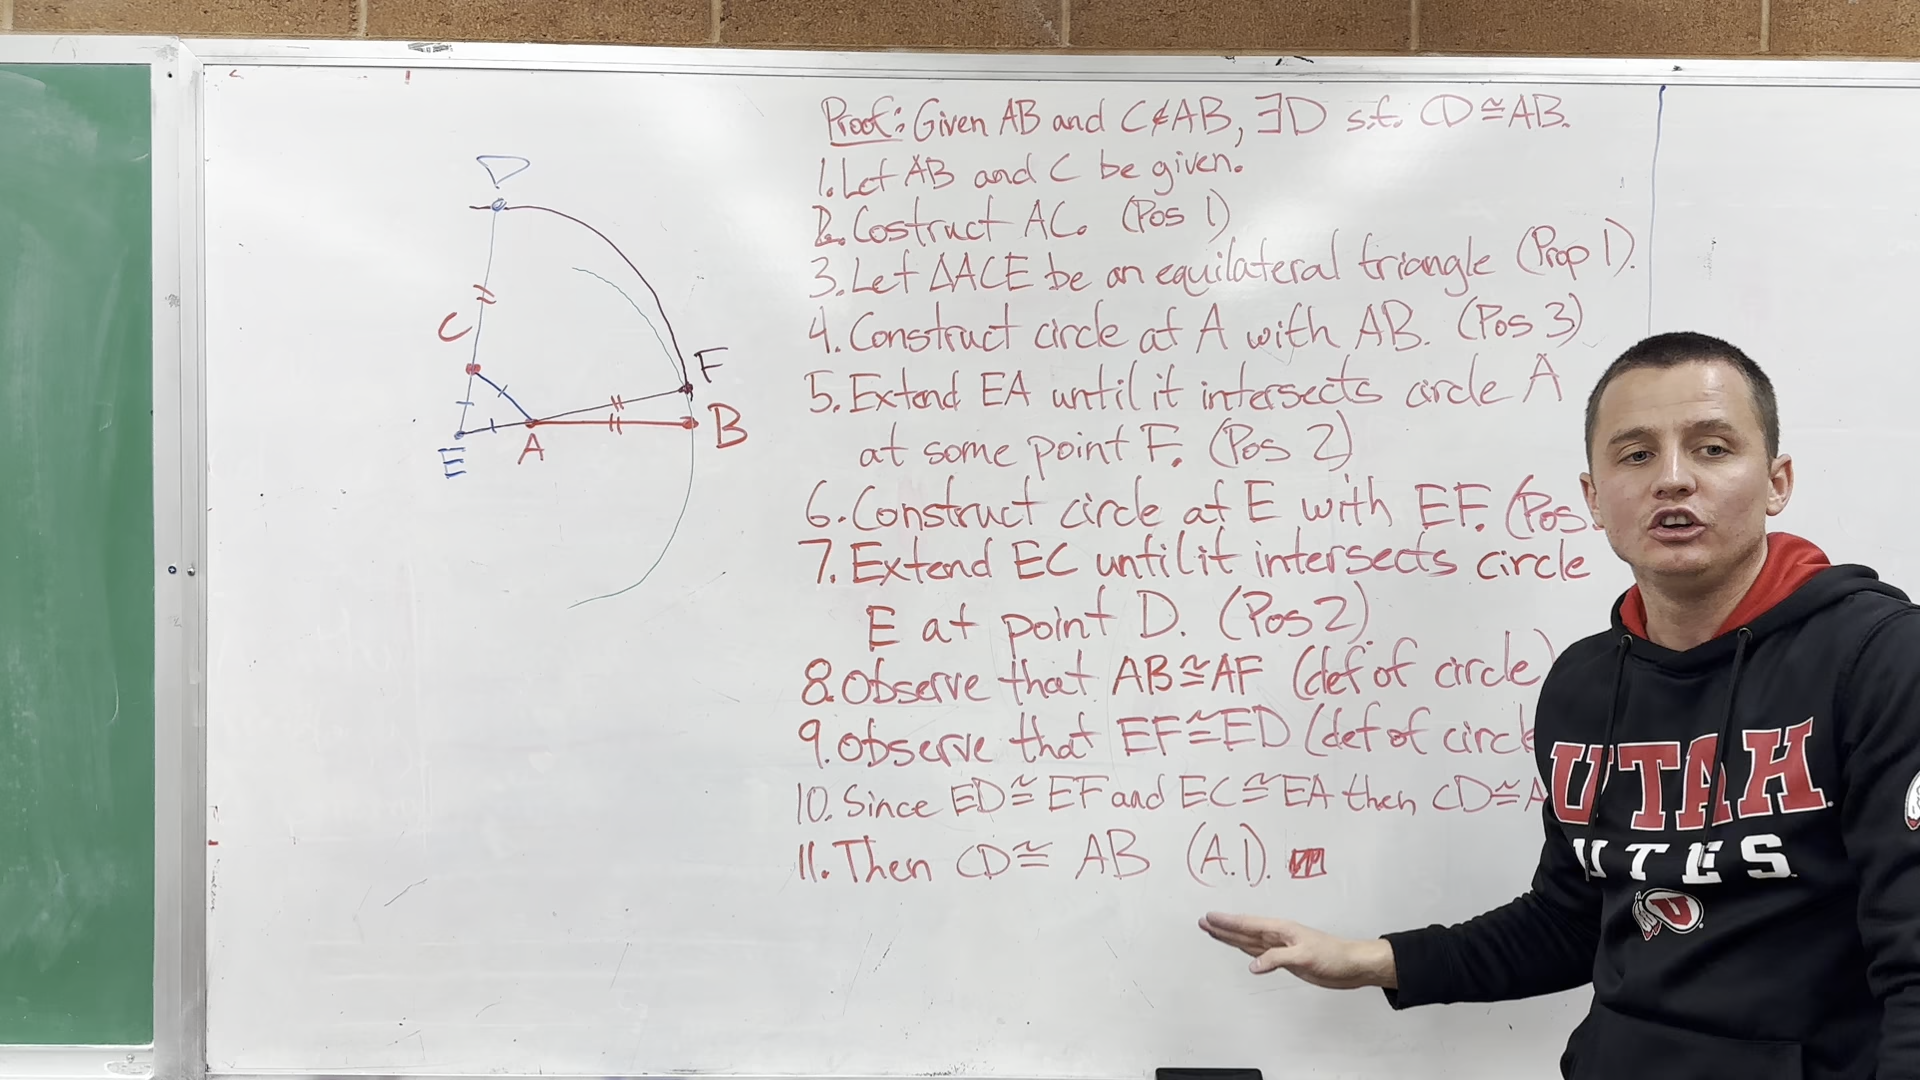 Proof: Given AB and C∉AB, ∃D s.t. CD≅AB.
1. Let AB and C be given.
2. Costruct AC. (Pos 1)
3. Let ΔACE be an equilateral triangle (Prop 1).
4. Construct circle at A with AB. (Pos 3)
5. Extend EA until it intersects circle A
at some point F. (Pos 2)
6. Construct circle at E with EF. (Pos
7. Extend EC until it intersects circle
E at point D. (Pos 2)
8. Observe that AB≅AF (def of circle)
9. Observe that EF≅ED (def of circle
10. Since ED≅EF and EC≅EA then CD≅A
11. Then CD≅ AB (A.1).
D
C
F
B
E
A
UTAH
UTES
U